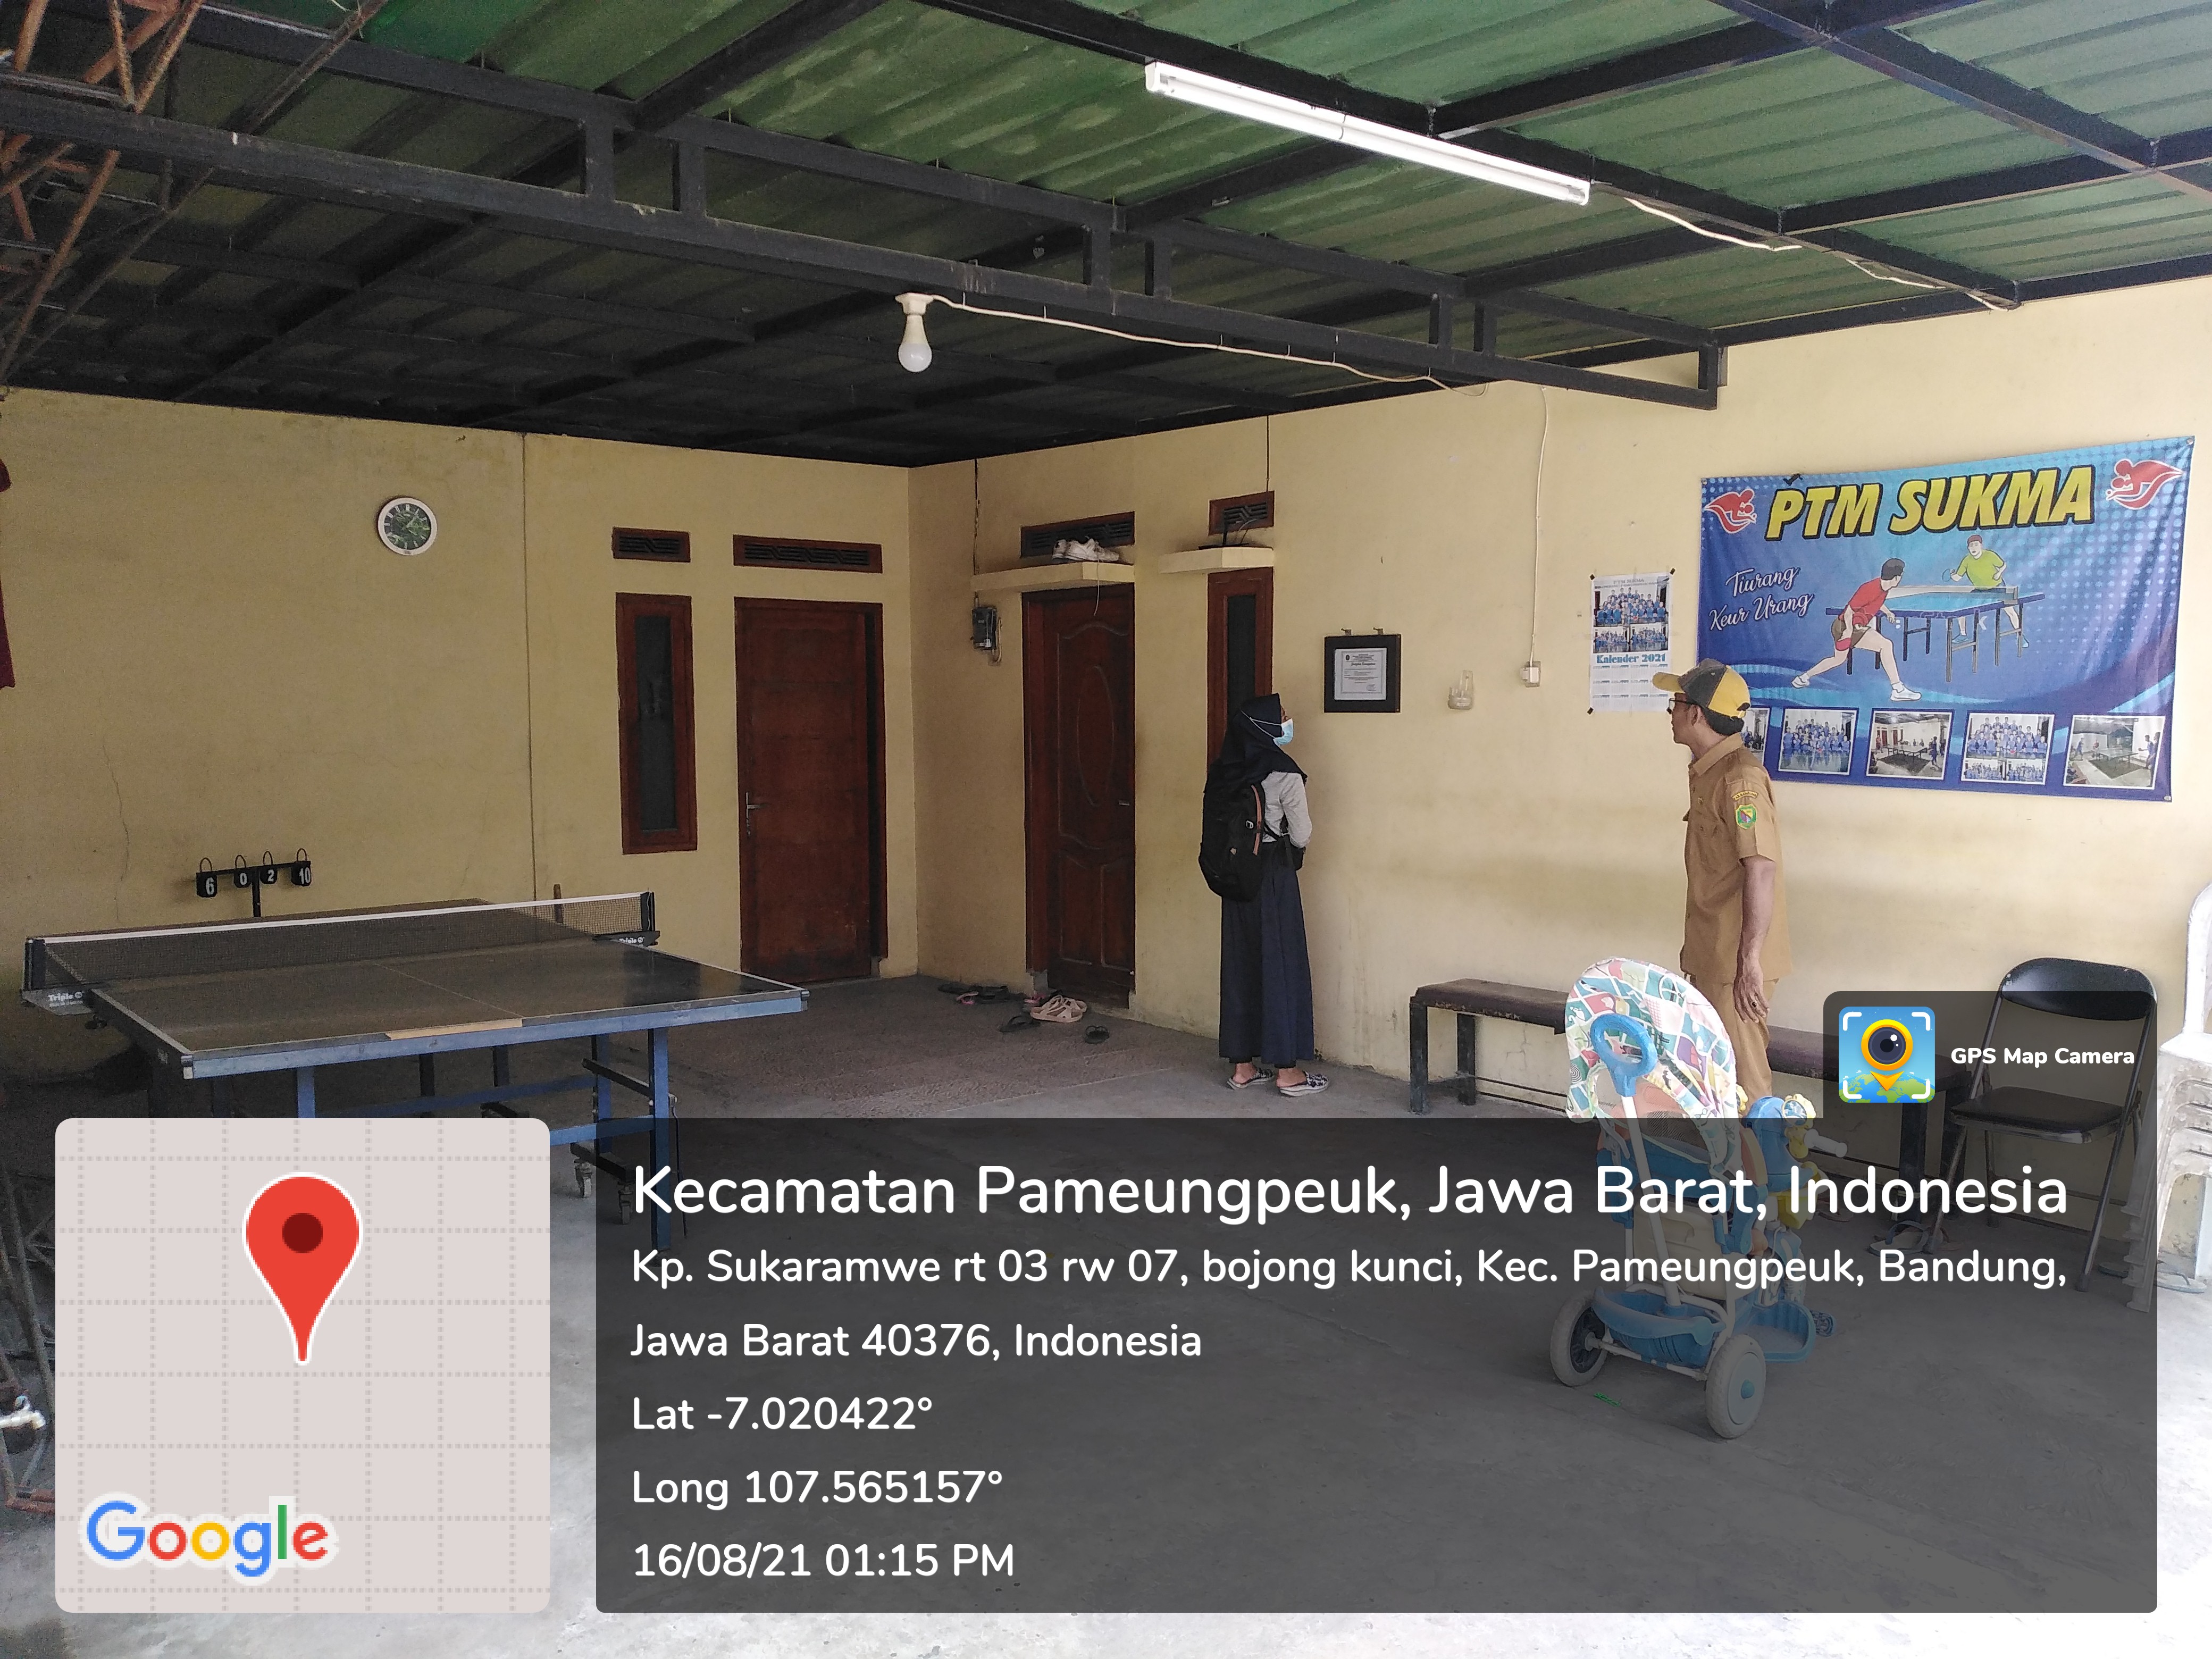 PTM SUKMA
Tiurang
Keur Urang
Kalender 2021
6 0 2 10
Triple
Triple
GPS Map Camera
Kecamatan Pameungpeuk, Jawa Barat, Indonesia
Kp. Sukaramwe rt 03 rw 07, bojong kunci, Kec. Pameungpeuk, Bandung,
Jawa Barat 40376, Indonesia
Lat -7.020422°
Long 107.565157°
16/08/21 01:15 PM
Google